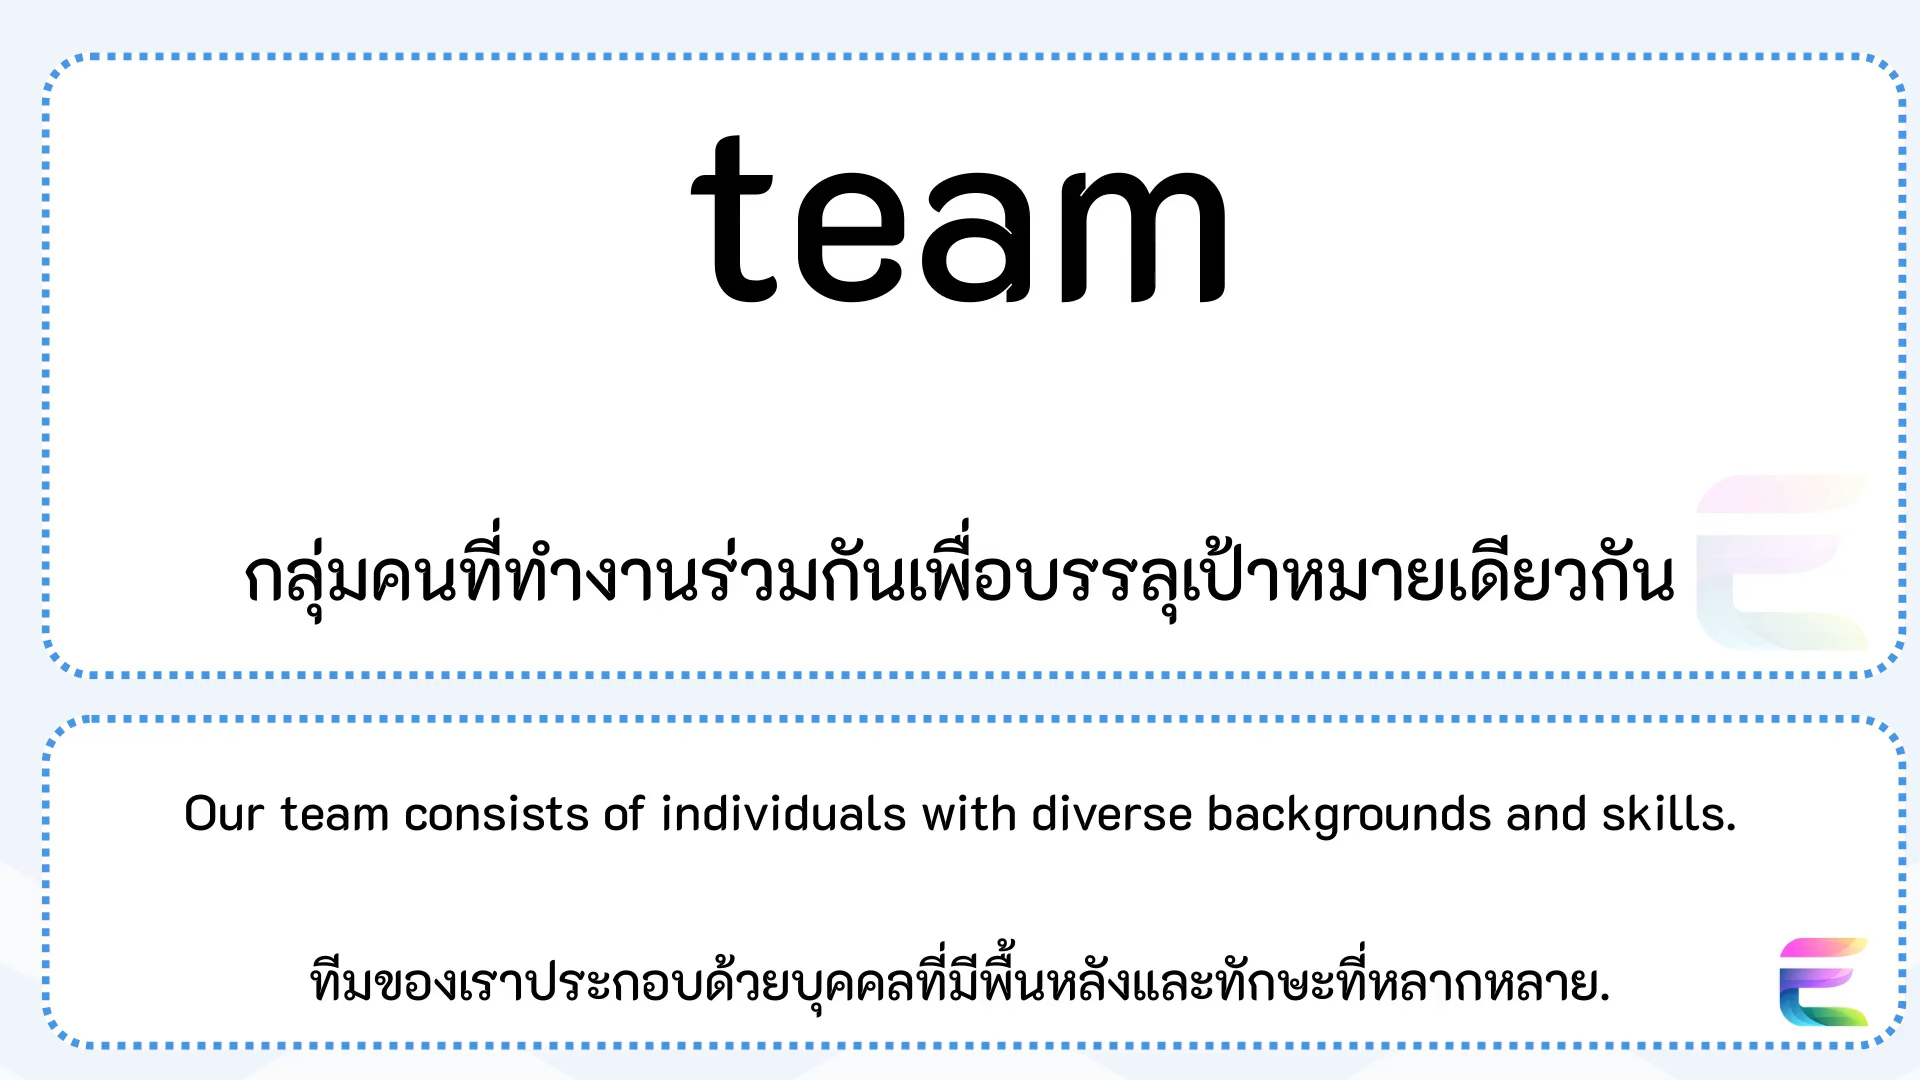 team
กลุ่มคนที่ทำงานร่วมกันเพื่อบรรลุเป้าหมายเดียวกัน
Our team consists of individuals with diverse backgrounds and skills.
ทีมของเราประกอบด้วยบุคคลที่มีพื้นหลังและทักษะที่หลากหลาย.